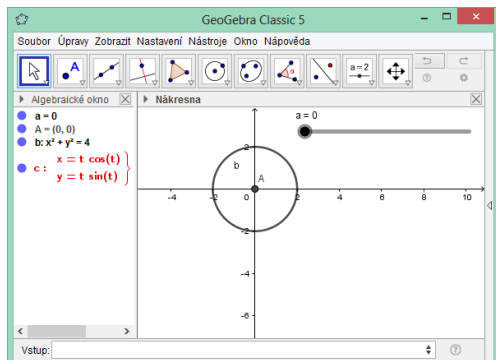 GeoGebra Classic 5
Soubor Úpravy Zobrazit Nastavení Nástroje Okno Nápověda
A
a = 2
Algebraické okno
Nákresna
a = 0
A = (0, 0)
b: x² + y² = 4
c :
x = t cos(t)
y = t sin(t)
a = 0
2
b
A
-4 -2 0 2 4 6 8 10
-2
-4
-6
Vstup: